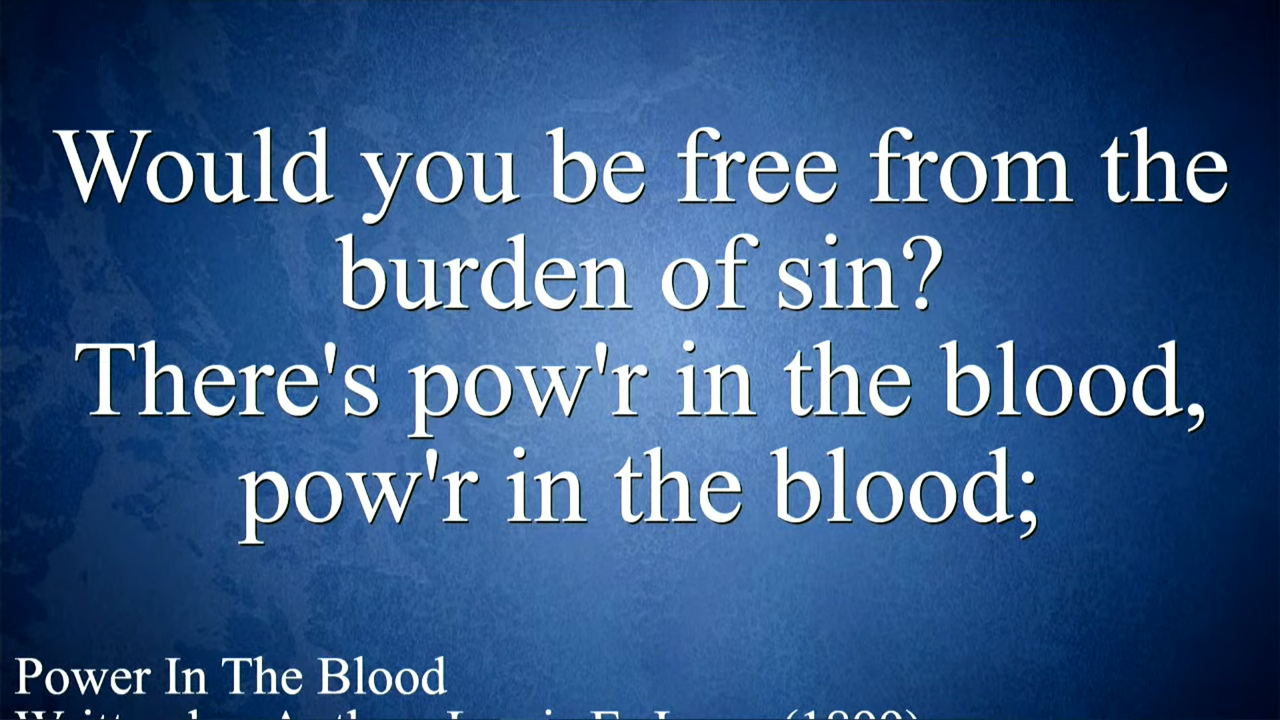 Would you be free from the
burden of sin?
There's pow'r in the blood,
pow'r in the blood;
Power In The Blood